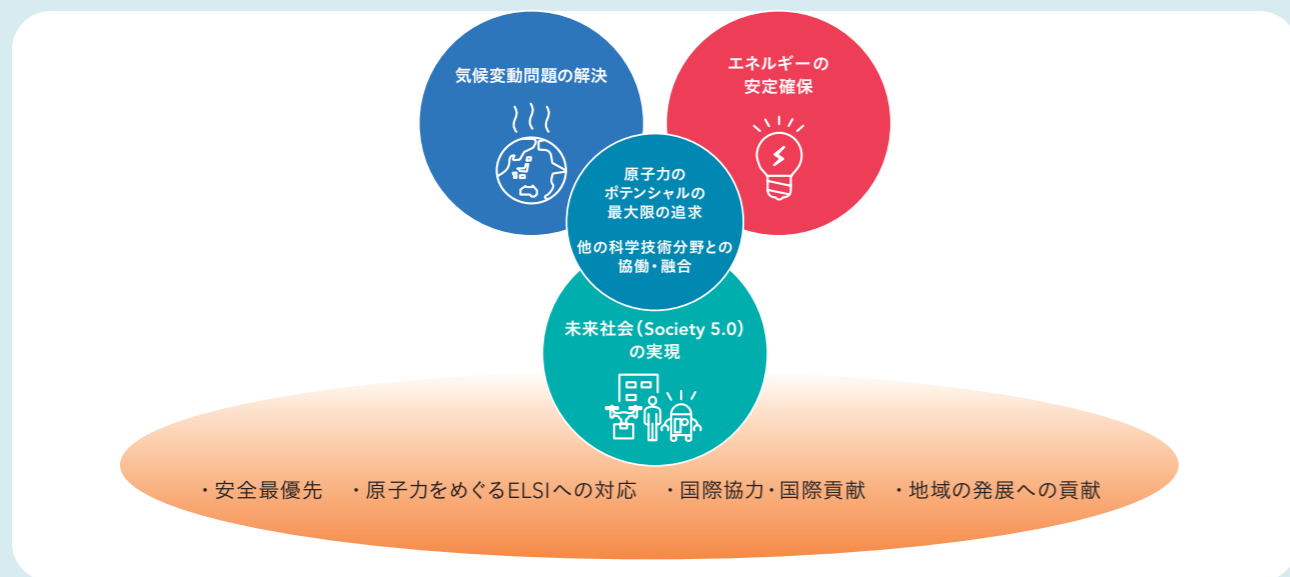 気候変動問題の解決
エネルギーの
安定確保
原子力の
ポテンシャルの
最大限の追求
他の科学技術分野との
協働・融合
未来社会（Society 5.0）
の実現
・安全最優先　・原子力をめぐるELSIへの対応　・国際協力・国際貢献　・地域の発展への貢献